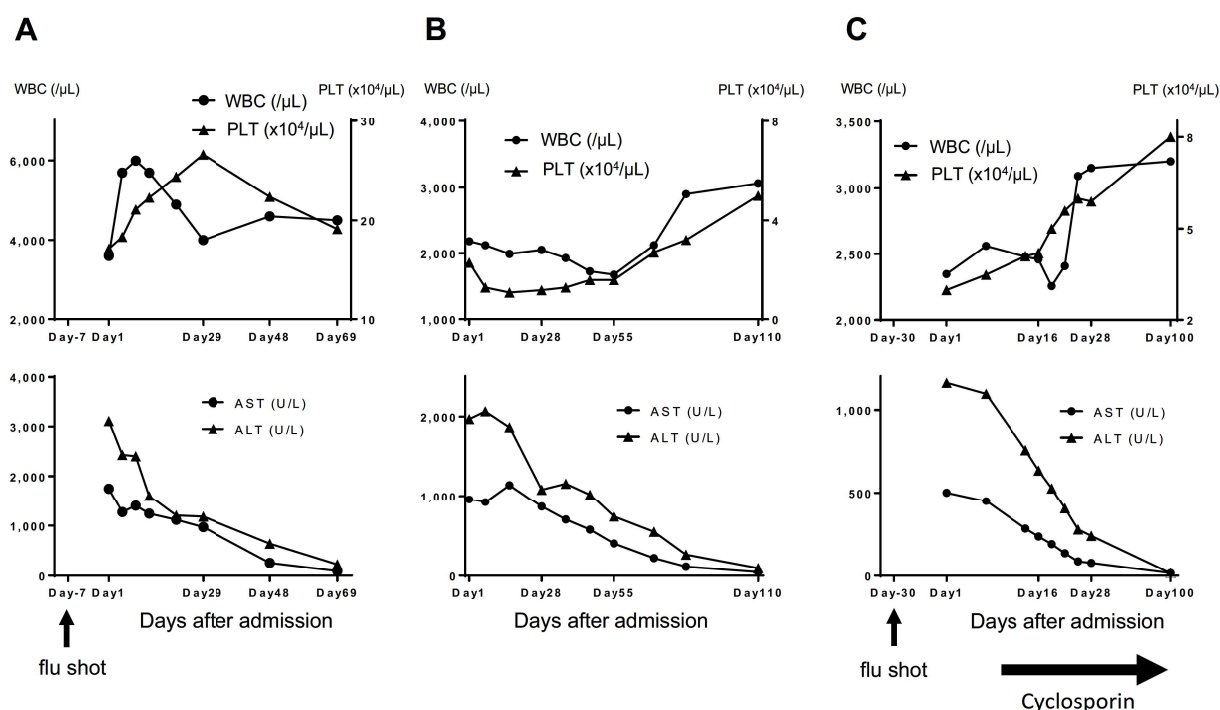 A
WBC (/μL)
PLT (x10⁴/μL)
WBC (/μL)
PLT (x10⁴/μL)
30
6,000
20
4,000
2,000
10
Day-7 Day1 Day29 Day48 Day69
4,000
AST (U/L)
ALT (U/L)
3,000
2,000
1,000
0
Day-7 Day1 Day29 Day48 Day69
Days after admission
flu shot
B
WBC (/μL)
PLT (x10⁴/μL)
4,000
8
WBC (/μL)
PLT (x10⁴/μL)
3,000
4
2,000
1,000
0
Day1 Day28 Day55 Day110
AST (U/L)
ALT (U/L)
2,000
1,000
0
Day1 Day28 Day55 Day110
Days after admission
C
WBC (/μL)
PLT (x10⁴/μL)
3,500
8
WBC (/μL)
PLT (x10⁴/μL)
3,000
5
2,500
2,000
2
Day-30 Day1 Day16 Day28 Day100
1,000
AST (U/L)
ALT (U/L)
500
0
Day-30 Day1 Day16 Day28 Day100
Days after admission
flu shot
Cyclosporin